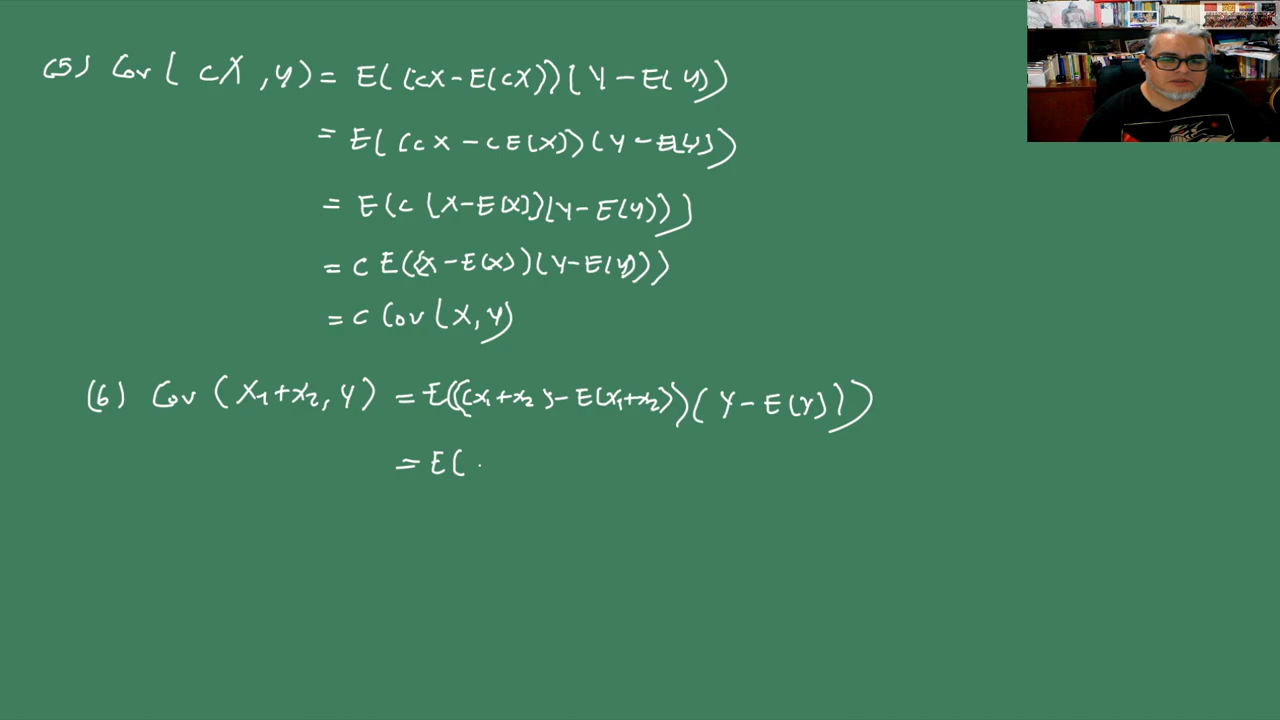 (5) Cov( cX , Y) = E( (cX - E(cX))(Y - E(Y))
= E( (cX - cE(X))(Y - E(Y))
= E(c (X - E(X))(Y - E(Y)))
= c E((X - E(X))(Y - E(Y)))
= c Cov(X, Y)
(6) Cov (X₁+X₂, Y) = E(((X₁+X₂) - E(X₁+X₂))(Y - E(Y)))
= E( .